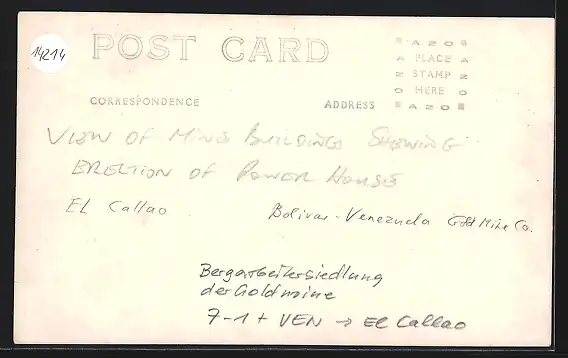 14214
POST CARD
AZO
PLACE
STAMP
HERE
AZO
CORRESPONDENCE ADDRESS
VIEW OF MINE BUILDINGS SHEWING
ERECTION OF POWER HOUSE
EL Callao Bolivar - Venezuela Gold Mine Co.
Bergarbeitersiedlung
der Goldmine
7-1 + VEN → El Callao